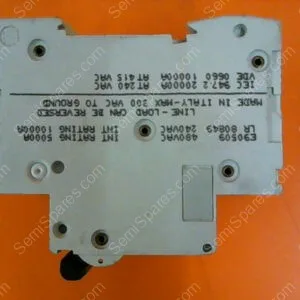 E90509 480VAC INT RATING 5000A
LR 80849 240VAC INT RATING 10000A
LINE - LOAD CAN BE REVERSED
MADE IN ITALY-MAX 300 VAC TO GROUND
IEC 947.2 20000A AT240 VAC
VDE 0660 10000A AT415 VAC
SemiSpares.com